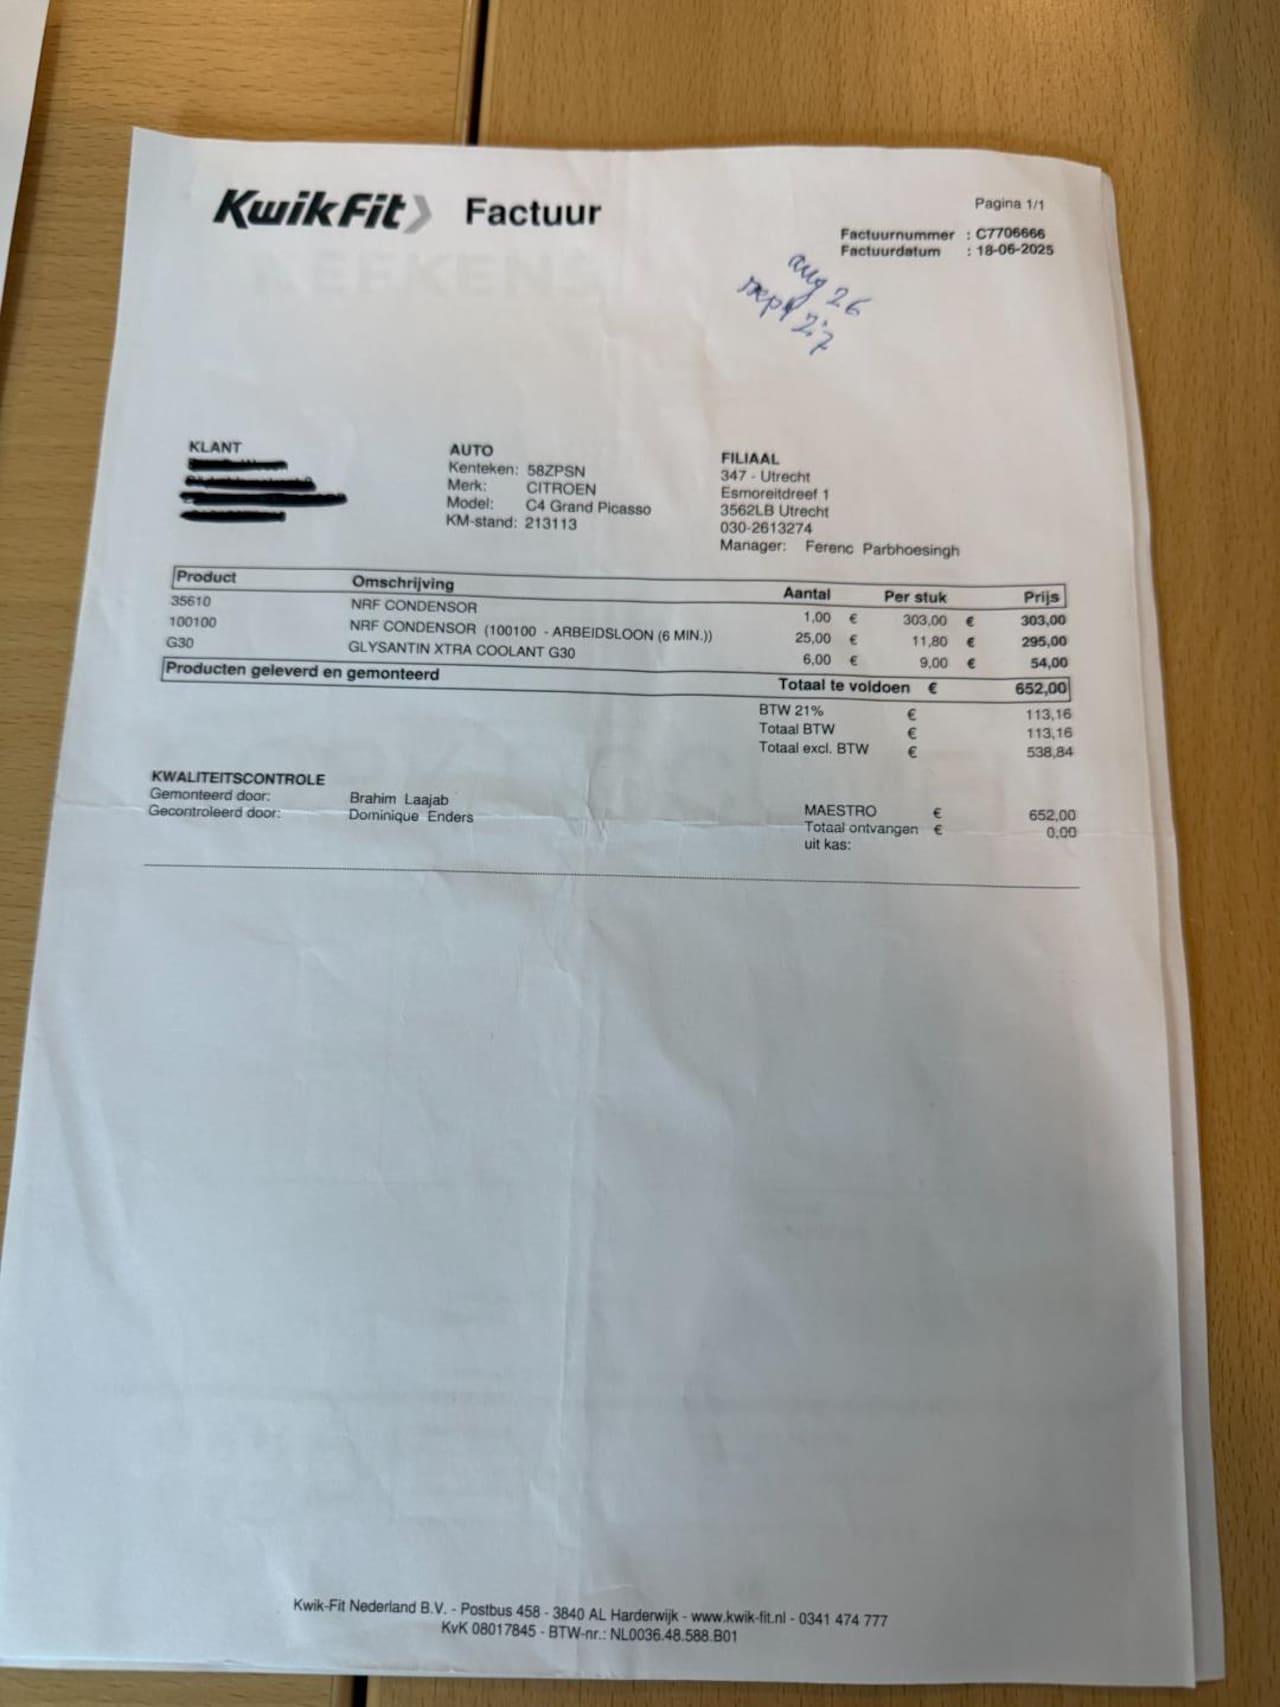 KwikFit Factuur
Pagina 1/1
Factuurnummer : C7706666
Factuurdatum : 18-06-2025
aug 26
sept 27
KLANT
AUTO
Kenteken: 58ZPSN
Merk: CITROEN
Model: C4 Grand Picasso
KM-stand: 213113
FILIAAL
347 - Utrecht
Esmoreitdreef 1
3562LB Utrecht
030-2613274
Manager: Ferenc Parbhoesingh
Product Omschrijving Aantal Per stuk Prijs
35610 NRF CONDENSOR 1,00 € 303,00 € 303,00
100100 NRF CONDENSOR (100100 - ARBEIDSLOON (6 MIN.)) 25,00 € 11,80 € 295,00
G30 GLYSANTIN XTRA COOLANT G30 6,00 € 9,00 € 54,00
Producten geleverd en gemonteerd Totaal te voldoen € 652,00
BTW 21% € 113,16
Totaal BTW € 113,16
Totaal excl. BTW € 538,84
KWALITEITSCONTROLE
Gemonteerd door: Brahim Laajab
Gecontroleerd door: Dominique Enders
MAESTRO € 652,00
Totaal ontvangen € 0,00
uit kas:
Kwik-Fit Nederland B.V. - Postbus 458 - 3840 AL Harderwijk - www.kwik-fit.nl - 0341 474 777
KvK 08017845 - BTW-nr.: NL0036.48.588.B01